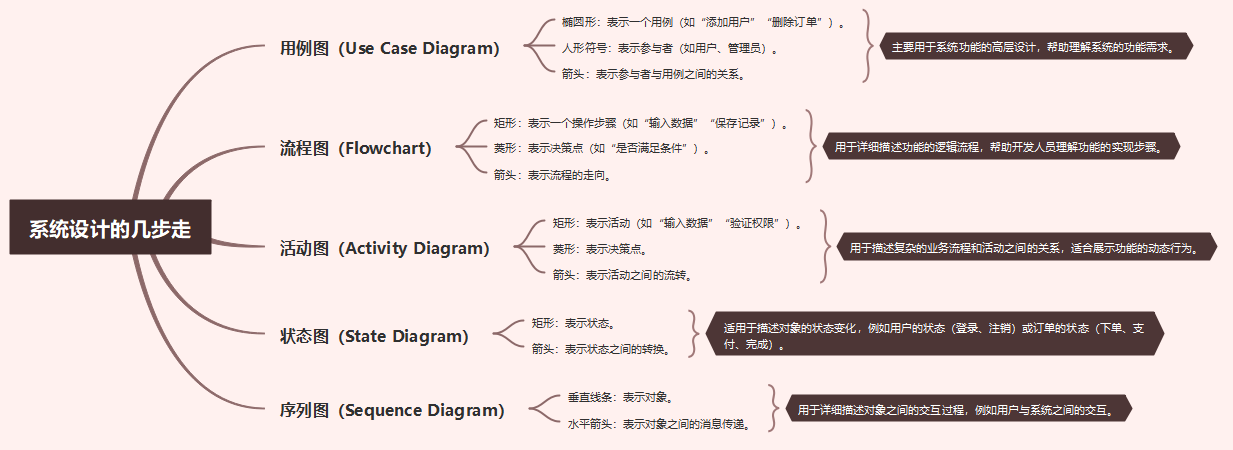 系统设计的几步走
用例图（Use Case Diagram）
椭圆形：表示一个用例（如“添加用户”“删除订单”）。
人形符号：表示参与者（如用户、管理员）。
箭头：表示参与者与用例之间的关系。
主要用于系统功能的高层设计，帮助理解系统的功能需求。
流程图（Flowchart）
矩形：表示一个操作步骤（如“输入数据”“保存记录”）。
菱形：表示决策点（如“是否满足条件”）。
箭头：表示流程的走向。
用于详细描述功能的逻辑流程，帮助开发人员理解功能的实现步骤。
活动图（Activity Diagram）
矩形：表示活动（如“输入数据”“验证权限”）。
菱形：表示决策点。
箭头：表示活动之间的流转。
用于描述复杂的业务流程和活动之间的关系，适合展示功能的动态行为。
状态图（State Diagram）
矩形：表示状态。
箭头：表示状态之间的转换。
适用于描述对象的状态变化，例如用户的状态（登录、注销）或订单的状态（下单、支
付、完成）。
序列图（Sequence Diagram）
垂直线条：表示对象。
水平箭头：表示对象之间的消息传递。
用于详细描述对象之间的交互过程，例如用户与系统之间的交互。